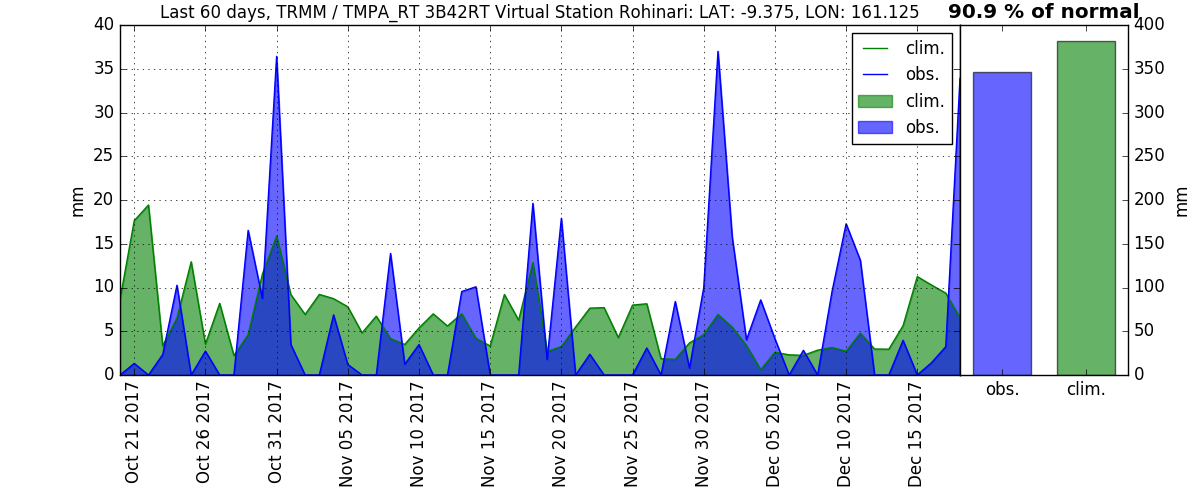 Last 60 days, TRMM / TMPA_RT 3B42RT Virtual Station Rohinari: LAT: -9.375, LON: 161.125
90.9 % of normal
40
35
30
25
20
15
10
5
0
mm
clim.
obs.
clim.
obs.
400
350
300
250
200
150
100
50
0
mm
obs.
clim.
Oct 21 2017
Oct 26 2017
Oct 31 2017
Nov 05 2017
Nov 10 2017
Nov 15 2017
Nov 20 2017
Nov 25 2017
Nov 30 2017
Dec 05 2017
Dec 10 2017
Dec 15 2017